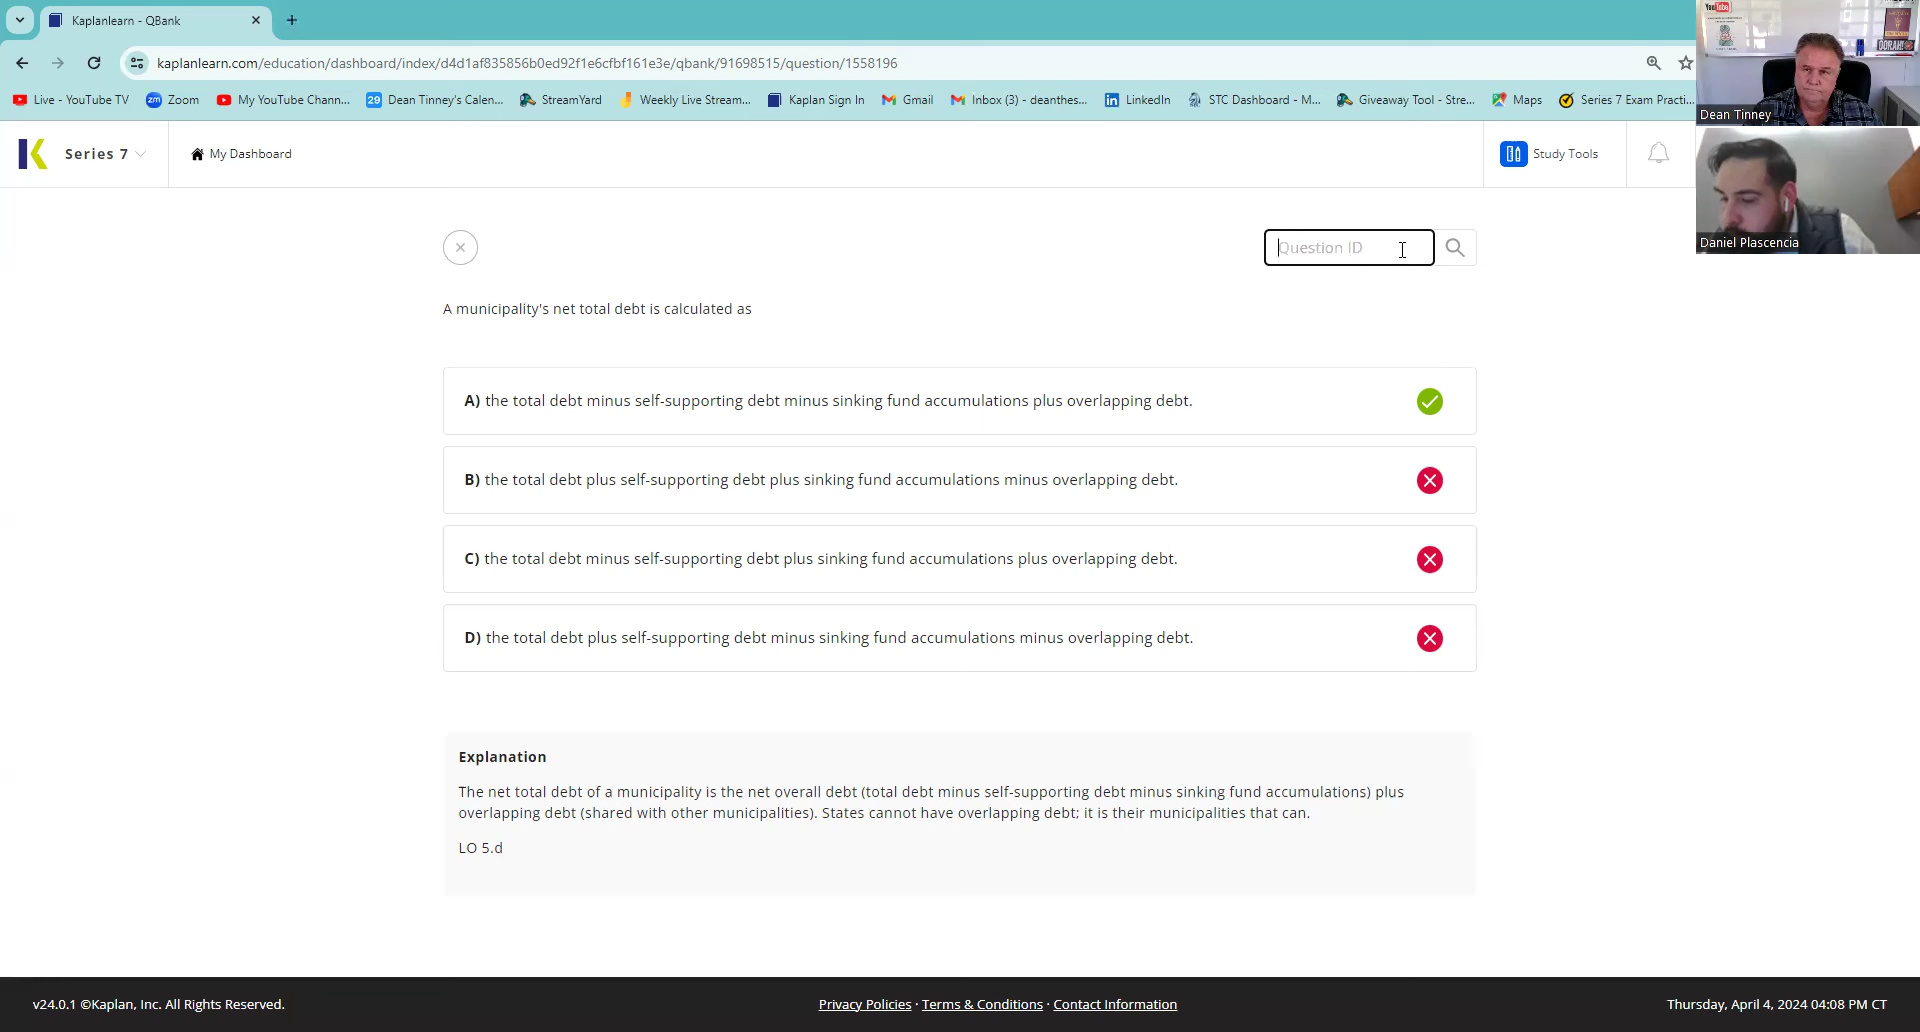 Kaplanlearn - QBank
kaplanlearn.com/education/dashboard/index/d4d1af835856b0ed92f1e6cfbf161e3e/qbank/91698515/question/1558196
Live - YouTube TV
Zoom
My YouTube Chann...
29 Dean Tinney's Calen...
StreamYard
Weekly Live Stream...
Kaplan Sign In
Gmail
Inbox (3) - deanthes...
LinkedIn
STC Dashboard - M...
Giveaway Tool - Stre...
Maps
Series 7 Exam Practi...
YouTube
OORAH!
Dean Tinney
Daniel Plascencia
Series 7
My Dashboard
Study Tools
Question ID
A municipality's net total debt is calculated as
A) the total debt minus self-supporting debt minus sinking fund accumulations plus overlapping debt.
B) the total debt plus self-supporting debt plus sinking fund accumulations minus overlapping debt.
C) the total debt minus self-supporting debt plus sinking fund accumulations plus overlapping debt.
D) the total debt plus self-supporting debt minus sinking fund accumulations minus overlapping debt.
Explanation
The net total debt of a municipality is the net overall debt (total debt minus self-supporting debt minus sinking fund accumulations) plus
overlapping debt (shared with other municipalities). States cannot have overlapping debt; it is their municipalities that can.
LO 5.d
v24.0.1 ©Kaplan, Inc. All Rights Reserved.
Privacy Policies · Terms & Conditions · Contact Information
Thursday, April 4, 2024 04:08 PM CT